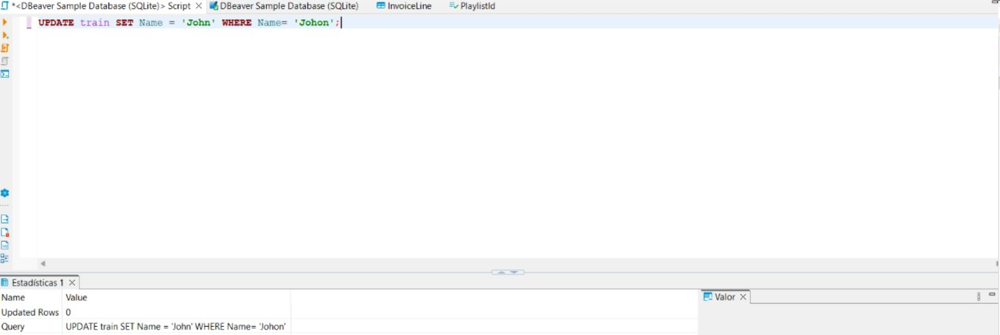 *<DBeaver Sample Database (SQLite)> Script DBeaver Sample Database (SQLite) InvoiceLine PlaylistId
UPDATE train SET Name = 'John' WHERE Name= 'Johon';
Estadísticas 1
Name Value
Updated Rows 0
Query UPDATE train SET Name = 'John' WHERE Name= 'Johon'
Valor